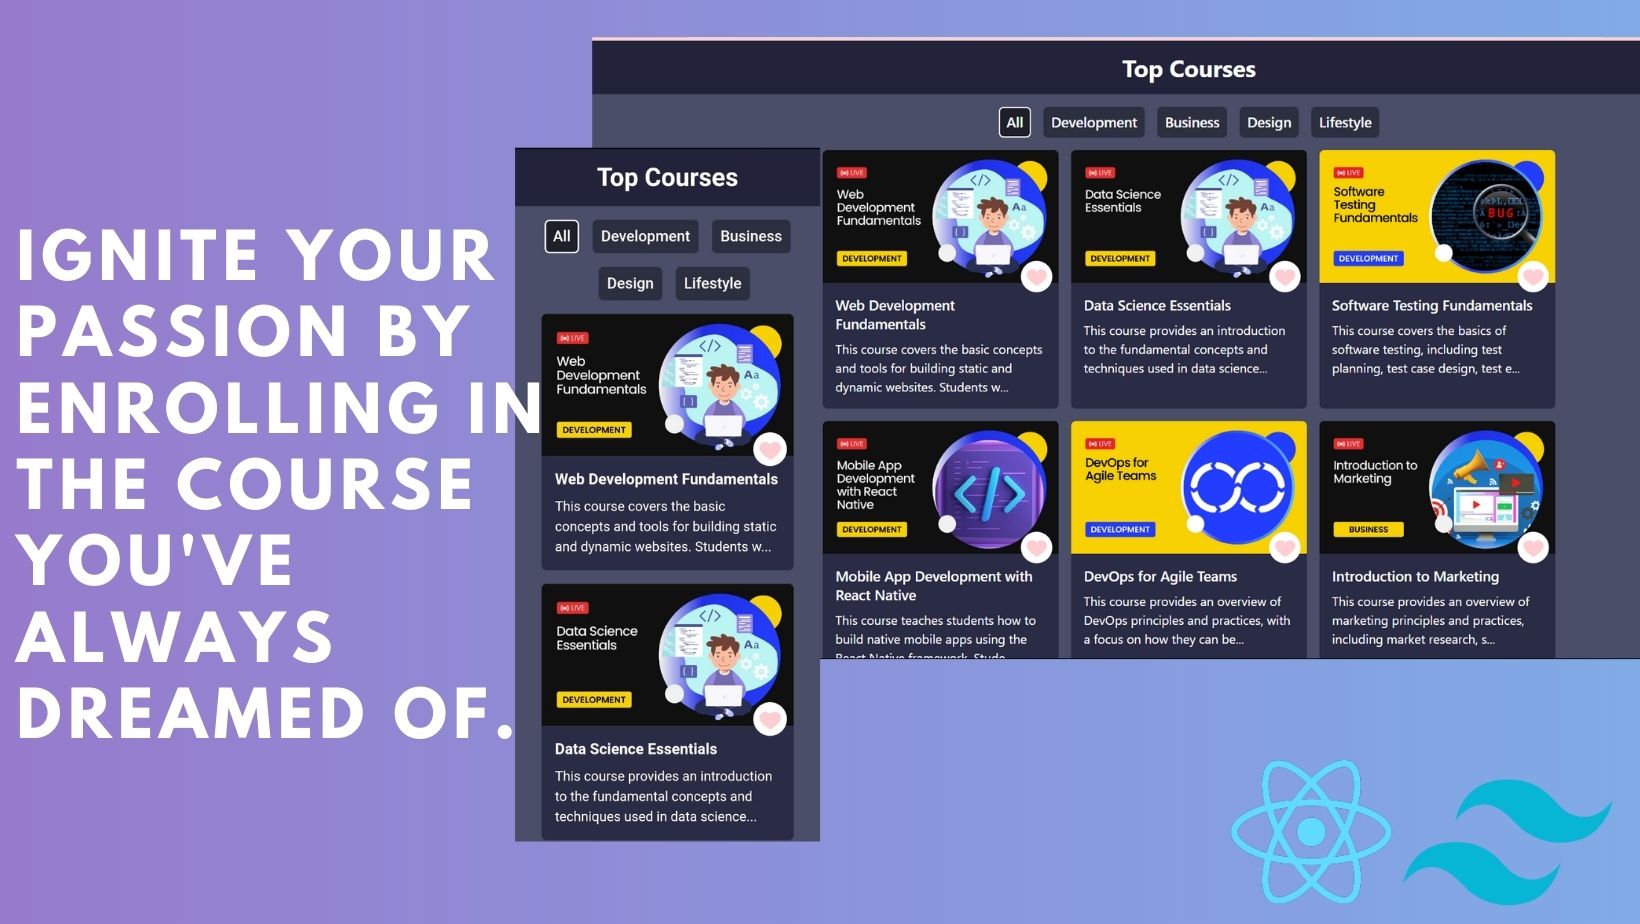 IGNITE YOUR
PASSION BY
ENROLLING IN
THE COURSE
YOU'VE
ALWAYS
DREAMED OF.
Top Courses
All
Development
Business
Design
Lifestyle
LIVE
Web
Development
Fundamentals
DEVELOPMENT
Web Development Fundamentals
This course covers the basic
concepts and tools for building static
and dynamic websites. Students w...
LIVE
Data Science
Essentials
DEVELOPMENT
Data Science Essentials
This course provides an introduction
to the fundamental concepts and
techniques used in data science...
Top Courses
All
Development
Business
Design
Lifestyle
LIVE
Web
Development
Fundamentals
Aa
DEVELOPMENT
Web Development
Fundamentals
This course covers the basic concepts
and tools for building static and
dynamic websites. Students w...
LIVE
Data Science
Essentials
Aa
DEVELOPMENT
Data Science Essentials
This course provides an introduction
to the fundamental concepts and
techniques used in data science...
LIVE
Software
Testing
Fundamentals
BUG
DEVELOPMENT
Software Testing Fundamentals
This course covers the basics of
software testing, including test
planning, test case design, test e...
LIVE
Mobile App
Development
with React
Native
</>
DEVELOPMENT
Mobile App Development with
React Native
This course teaches students how to
build native mobile apps using the
React Native framework. Stude...
LIVE
DevOps for
Agile Teams
DEVELOPMENT
DevOps for Agile Teams
This course provides an overview of
DevOps principles and practices, with
a focus on how they can be...
LIVE
Introduction to
Marketing
BUSINESS
Introduction to Marketing
This course provides an overview of
marketing principles and practices,
including market research, s...